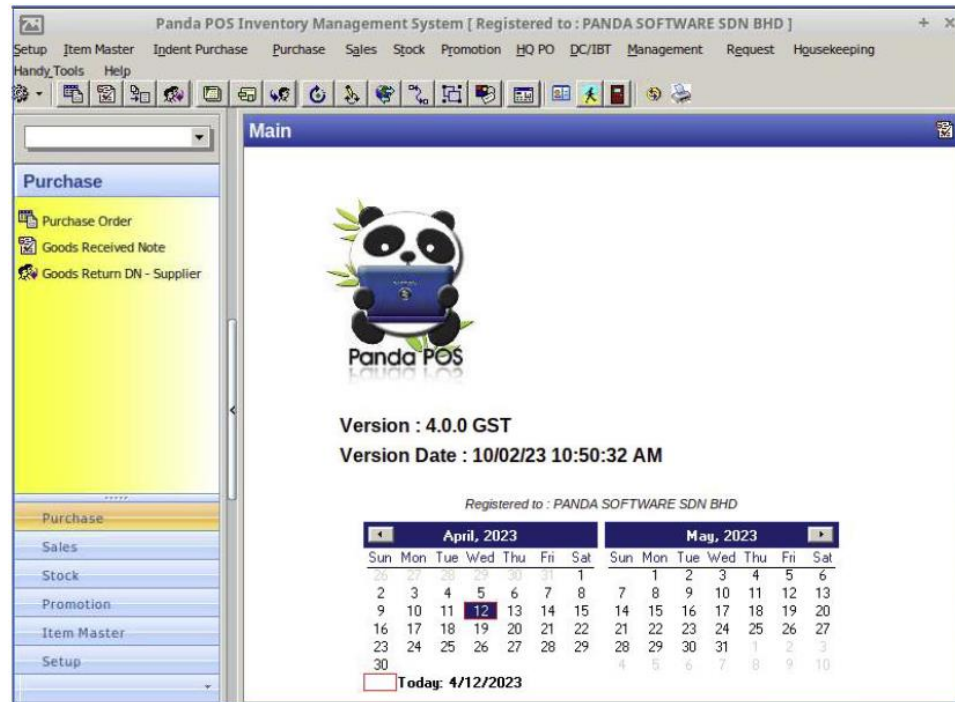 Panda POS Inventory Management System [ Registered to : PANDA SOFTWARE SDN BHD ]
Setup Item Master Indent Purchase Purchase Sales Stock Promotion HQ PO DC/IBT Management Request Housekeeping
Handy Tools Help
Main
Purchase
Purchase Order
Goods Received Note
Goods Return DN - Supplier
Panda POS
Version : 4.0.0 GST
Version Date : 10/02/23 10:50:32 AM
Registered to : PANDA SOFTWARE SDN BHD
Purchase
Sales
Stock
Promotion
Item Master
Setup
April, 2023
Sun Mon Tue Wed Thu Fri Sat
26 27 28 29 30 31 1
2 3 4 5 6 7 8
9 10 11 12 13 14 15
16 17 18 19 20 21 22
23 24 25 26 27 28 29
30
May, 2023
Sun Mon Tue Wed Thu Fri Sat
1 2 3 4 5 6
7 8 9 10 11 12 13
14 15 16 17 18 19 20
21 22 23 24 25 26 27
28 29 30 31 1 2 3
4 5 6 7 8 9 10
Today: 4/12/2023